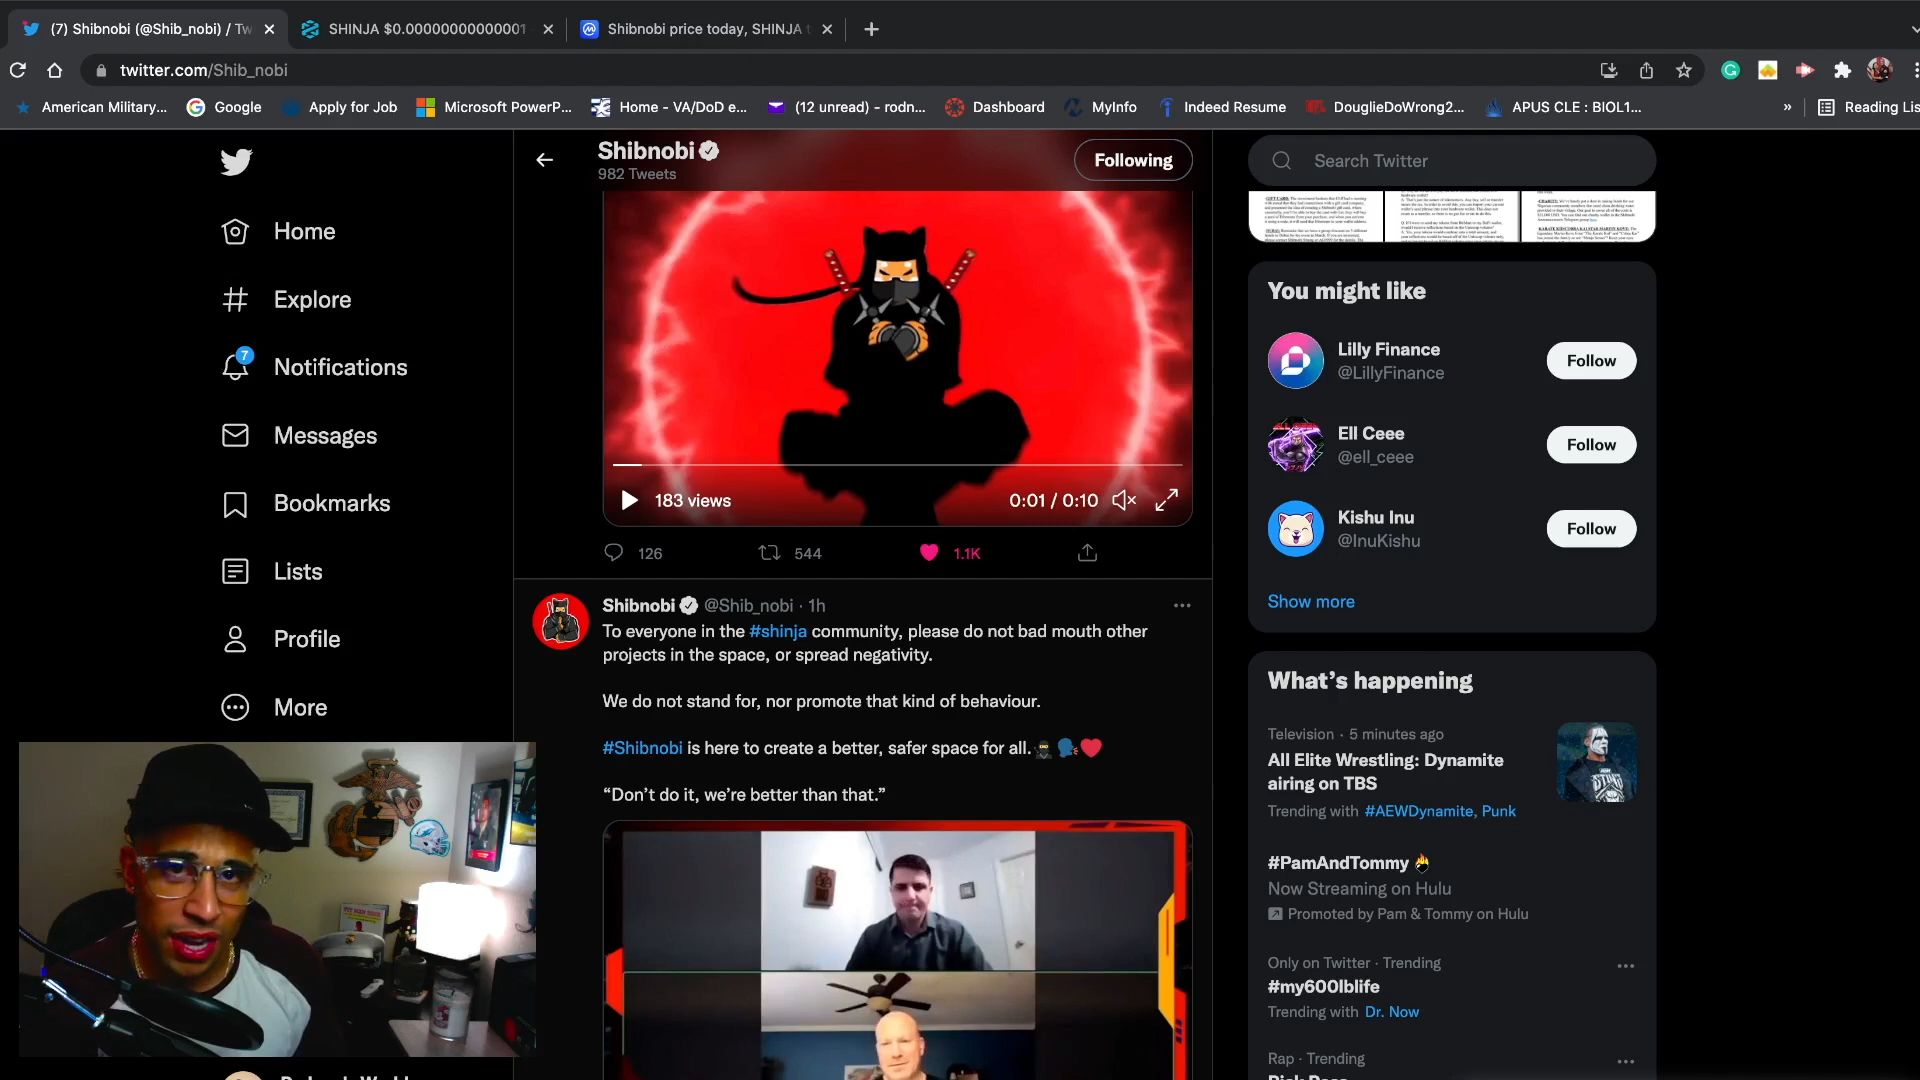 (7) Shibnobi (@Shib_nobi) / Tw
SHINJA $0.00000000000001
Shibnobi price today, SHINJA t
twitter.com/Shib_nobi
American Military...
Google
Apply for Job
Microsoft PowerP...
Home - VA/DoD e...
(12 unread) - rodn...
Dashboard
MyInfo
Indeed Resume
DouglieDoWrong2...
APUS CLE : BIOL1...
»
Reading Lis
Shibnobi
982 Tweets
Following
Search Twitter
Home
Explore
7
Notifications
Messages
Bookmarks
Lists
Profile
More
183 views
0:01 / 0:10
126
544
1.1K
Shibnobi @Shib_nobi · 1h
To everyone in the #shinja community, please do not bad mouth other
projects in the space, or spread negativity.
We do not stand for, nor promote that kind of behaviour.
#Shibnobi is here to create a better, safer space for all.
“Don’t do it, we’re better than that.”
You might like
Lilly Finance
@LillyFinance
Follow
Ell Ceee
@ell_ceee
Follow
Kishu Inu
@InuKishu
Follow
Show more
What’s happening
Television · 5 minutes ago
All Elite Wrestling: Dynamite
airing on TBS
Trending with #AEWDynamite, Punk
#PamAndTommy
Now Streaming on Hulu
Promoted by Pam & Tommy on Hulu
Only on Twitter · Trending
#my600lblife
Trending with Dr. Now
Rap · Trending